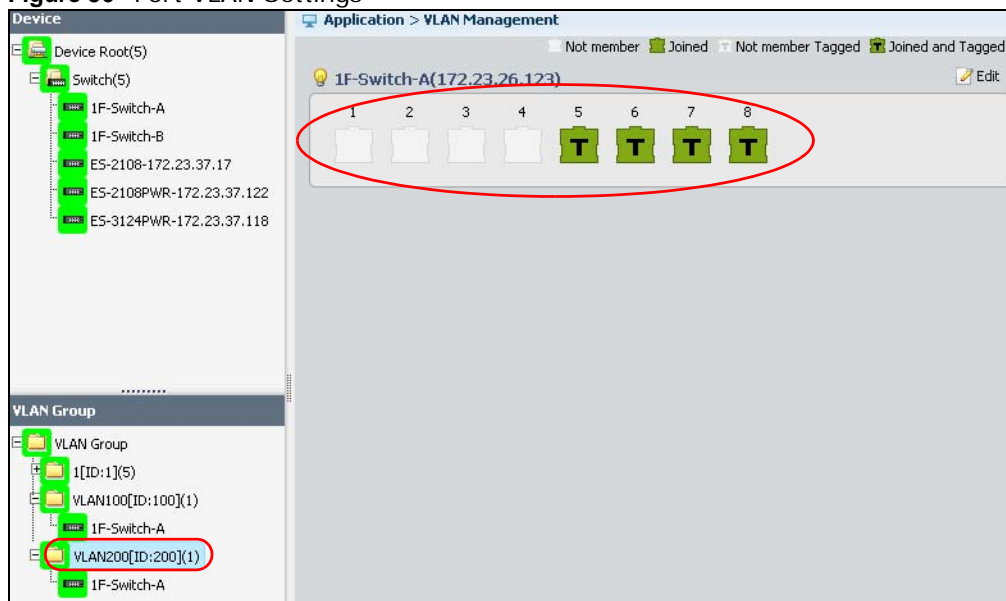 Figure 99 Port VLAN Settings
Device
Device Root(5)
Switch(5)
1F-Switch-A
1F-Switch-B
ES-2108-172.23.37.17
ES-2108PWR-172.23.37.122
ES-3124PWR-172.23.37.118
VLAN Group
VLAN Group
1[ID:1](5)
VLAN100[ID:100](1)
1F-Switch-A
VLAN200[ID:200](1)
1F-Switch-A
Application > VLAN Management
Not member Joined Not member Tagged Joined and Tagged
1F-Switch-A(172.23.26.123) Edit
1 2 3 4 5 6 7 8
T T T T